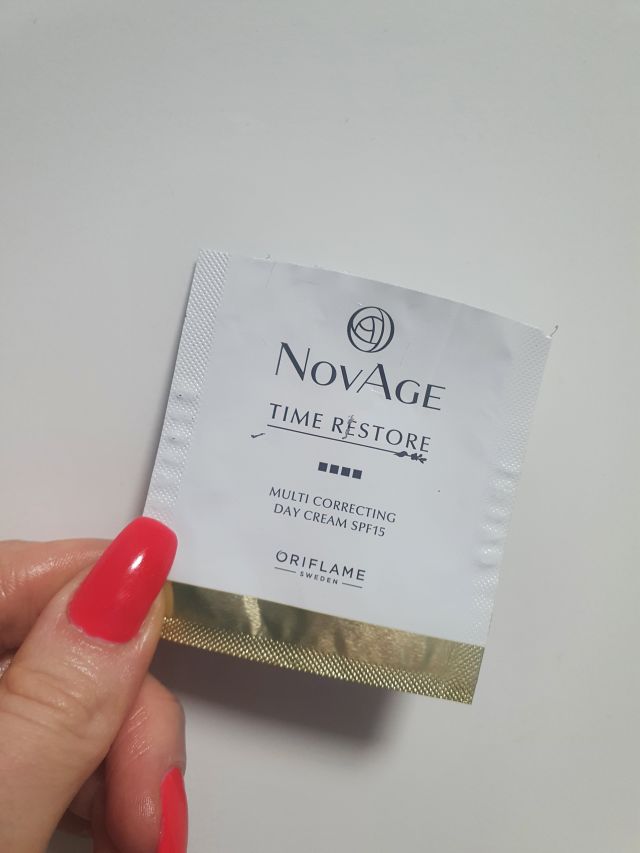 NOVAGE
TIME RESTORE
MULTI CORRECTING
DAY CREAM SPF15
ORIFLAME
SWEDEN